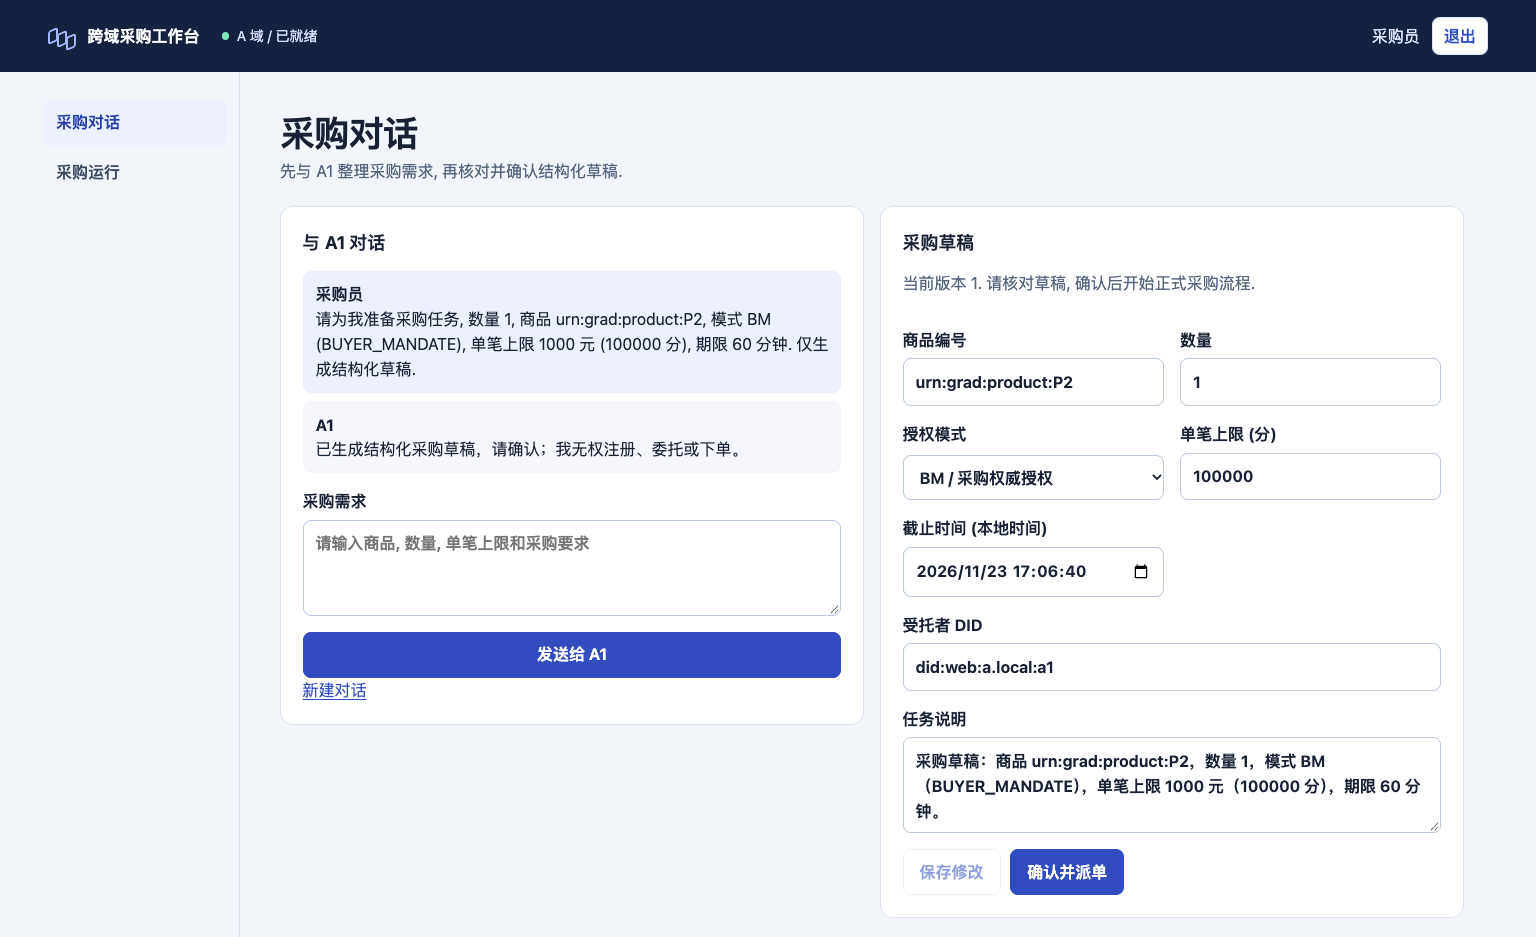 跨域采购工作台
A 域 / 已就绪
采购员
退出
采购对话
采购运行
采购对话
先与 A1 整理采购需求, 再核对并确认结构化草稿.
与 A1 对话
采购员
请为我准备采购任务, 数量 1, 商品 urn:grad:product:P2, 模式 BM
(BUYER_MANDATE), 单笔上限 1000 元 (100000 分), 期限 60 分钟. 仅生
成结构化草稿.
A1
已生成结构化采购草稿，请确认；我无权注册、委托或下单。
采购需求
请输入商品, 数量, 单笔上限和采购要求
发送给 A1
新建对话
采购草稿
当前版本 1. 请核对草稿, 确认后开始正式采购流程.
商品编号
数量
urn:grad:product:P2
1
授权模式
单笔上限 (分)
BM / 采购权威授权
100000
截止时间 (本地时间)
2026/11/23 17:06:40
受托者 DID
did:web:a.local:a1
任务说明
采购草稿：商品 urn:grad:product:P2，数量 1，模式 BM
（BUYER_MANDATE），单笔上限 1000 元（100000 分），期限 60 分
钟。
保存修改
确认并派单